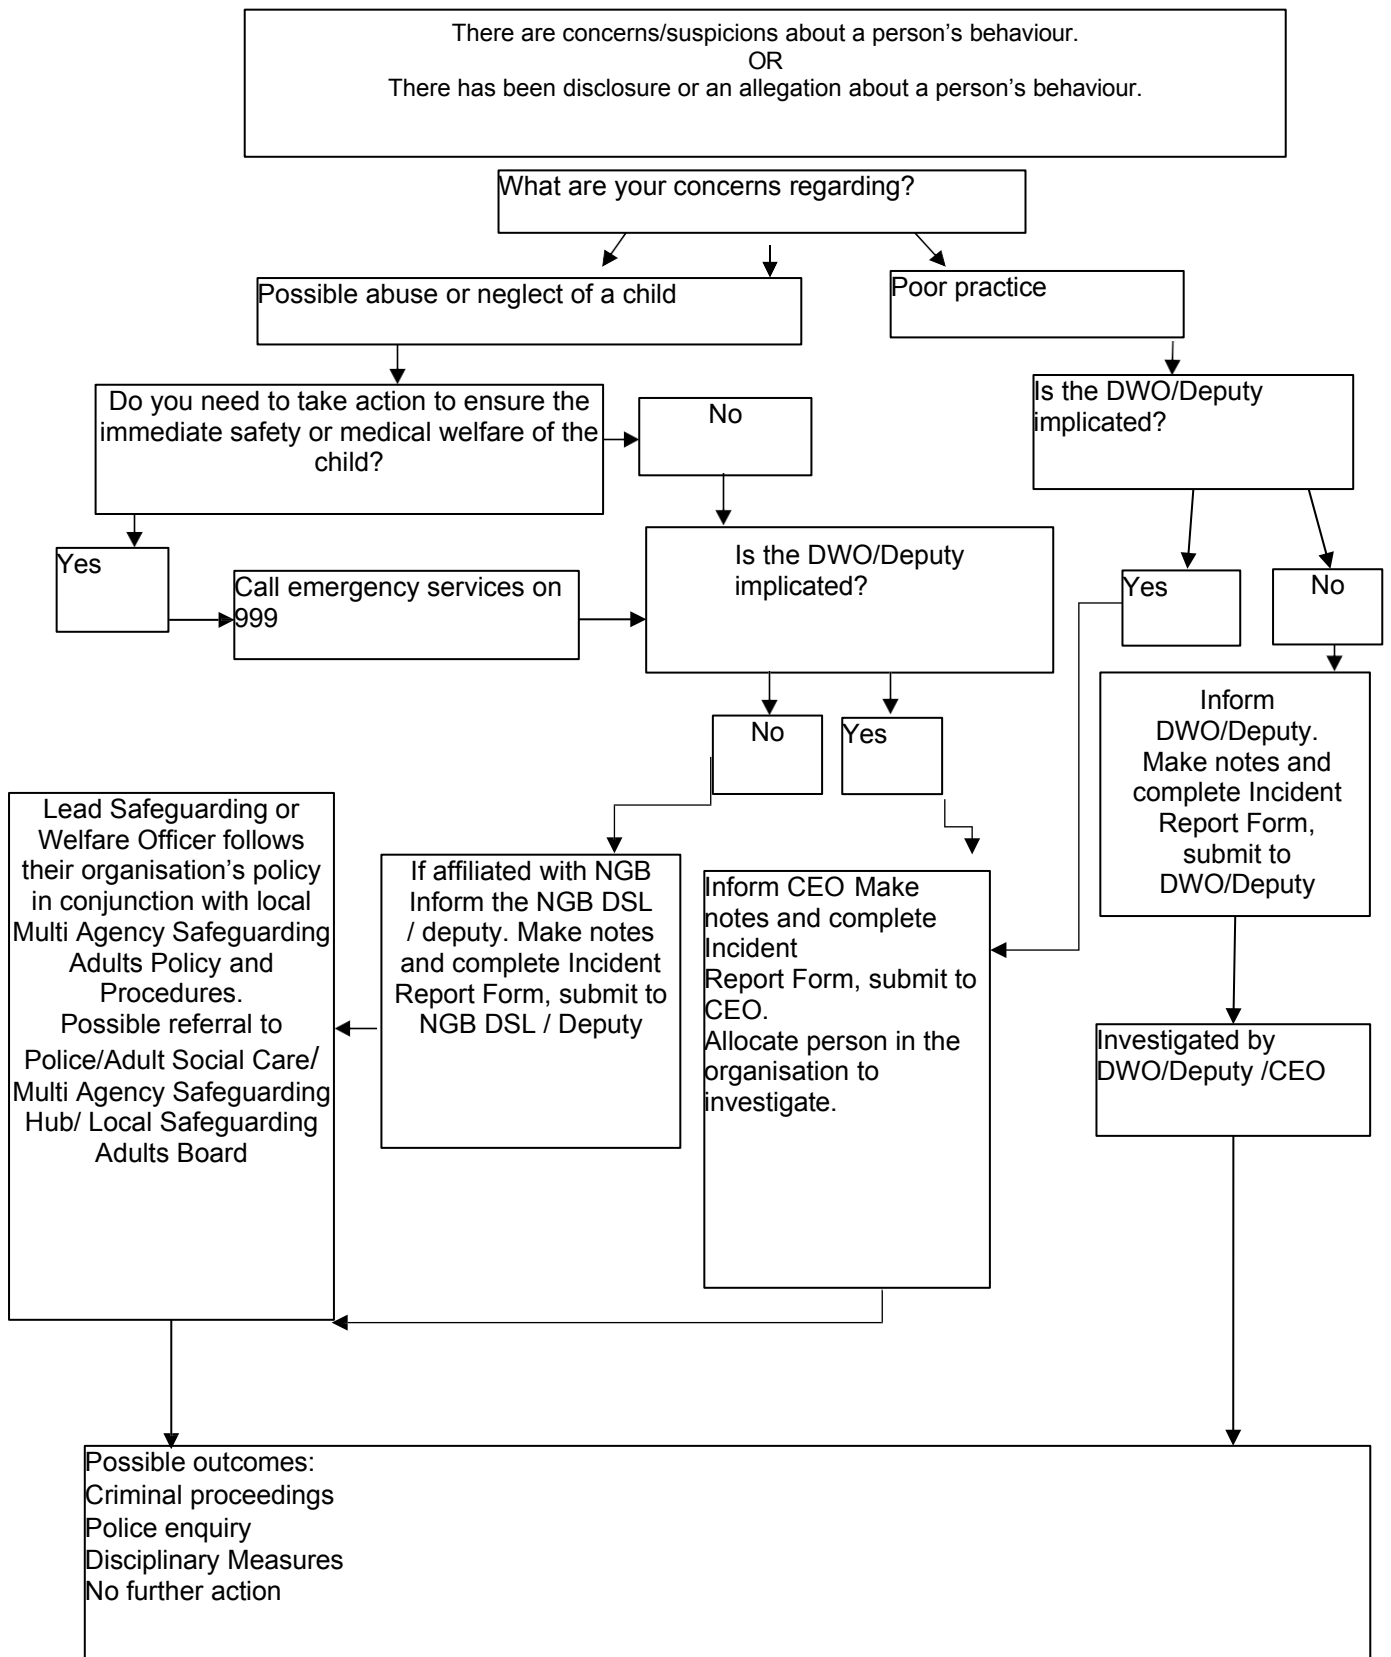 There are concerns/suspicions about a person’s behaviour.
OR
There has been disclosure or an allegation about a person’s behaviour.
What are your concerns regarding?
Possible abuse or neglect of a child
Poor practice
Do you need to take action to ensure the
immediate safety or medical welfare of the
child?
No
Is the DWO/Deputy
implicated?
Yes
Call emergency services on
999
Is the DWO/Deputy
implicated?
Yes
No
No
Yes
Inform
DWO/Deputy.
Make notes and
complete Incident
Report Form,
submit to
DWO/Deputy
Lead Safeguarding or
Welfare Officer follows
their organisation’s policy
in conjunction with local
Multi Agency Safeguarding
Adults Policy and
Procedures.
Possible referral to
Police/Adult Social Care/
Multi Agency Safeguarding
Hub/ Local Safeguarding
Adults Board
If affiliated with NGB
Inform the NGB DSL
/ deputy. Make notes
and complete Incident
Report Form, submit to
NGB DSL / Deputy
Inform CEO Make
notes and complete
Incident
Report Form, submit to
CEO.
Allocate person in the
organisation to
investigate.
Investigated by
DWO/Deputy /CEO
Possible outcomes:
Criminal proceedings
Police enquiry
Disciplinary Measures
No further action